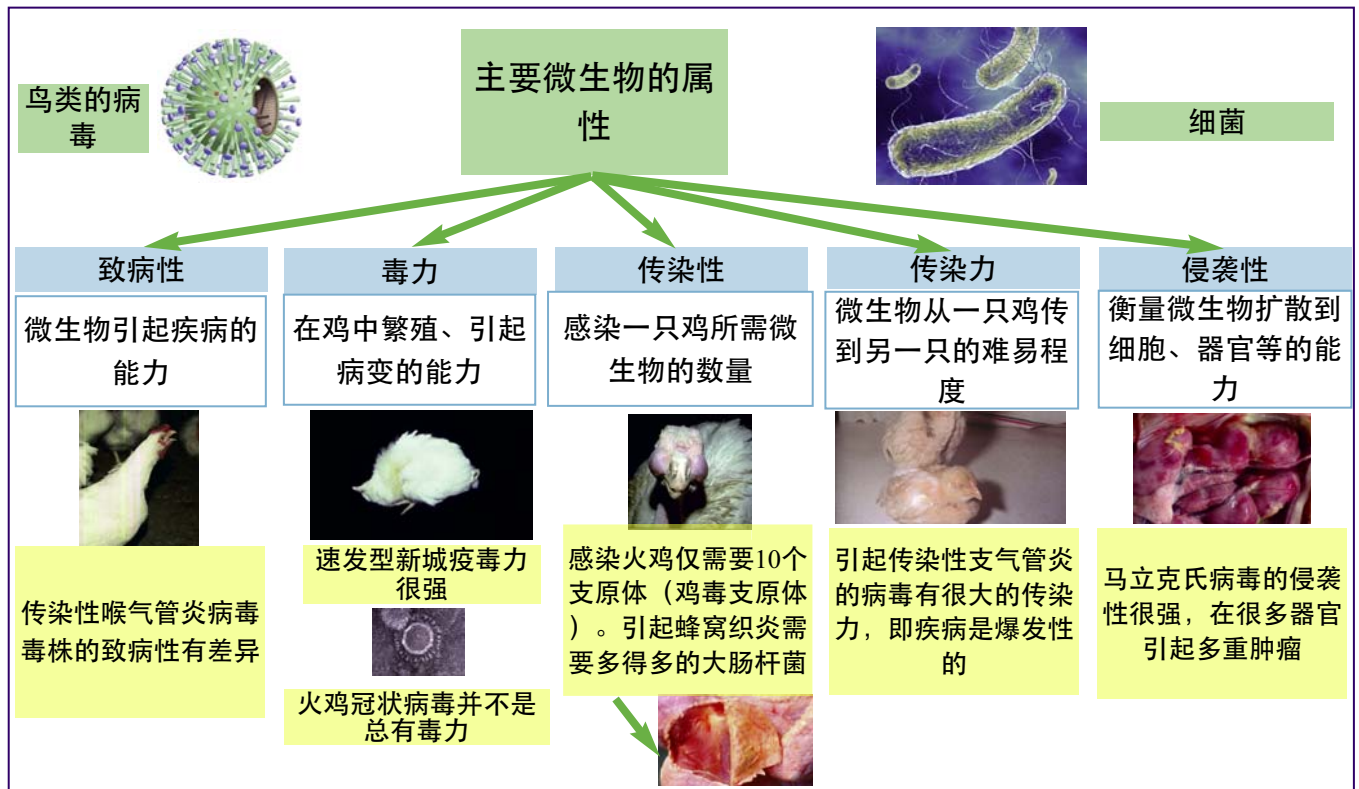 鸟类的病
毒
主要微生物的属
性
细菌
致病性
微生物引起疾病的
能力
传染性喉气管炎病毒
毒株的致病性有差异
毒力
在鸡中繁殖、引起
病变的能力
速发型新城疫毒力
很强
火鸡冠状病毒并不是
总有毒力
传染性
感染一只鸡所需微
生物的数量
感染火鸡仅需要10个
支原体（鸡毒支原体
）。引起蜂窝织炎需
要多得多的大肠杆菌
传染力
微生物从一只鸡传
到另一只的难易程
度
引起传染性支气管炎
的病毒有很大的传染
力，即疾病是爆发性
的
侵袭性
衡量微生物扩散到
细胞、器官等的能
力
马立克氏病毒的侵袭
性很强，在很多器官
引起多重肿瘤